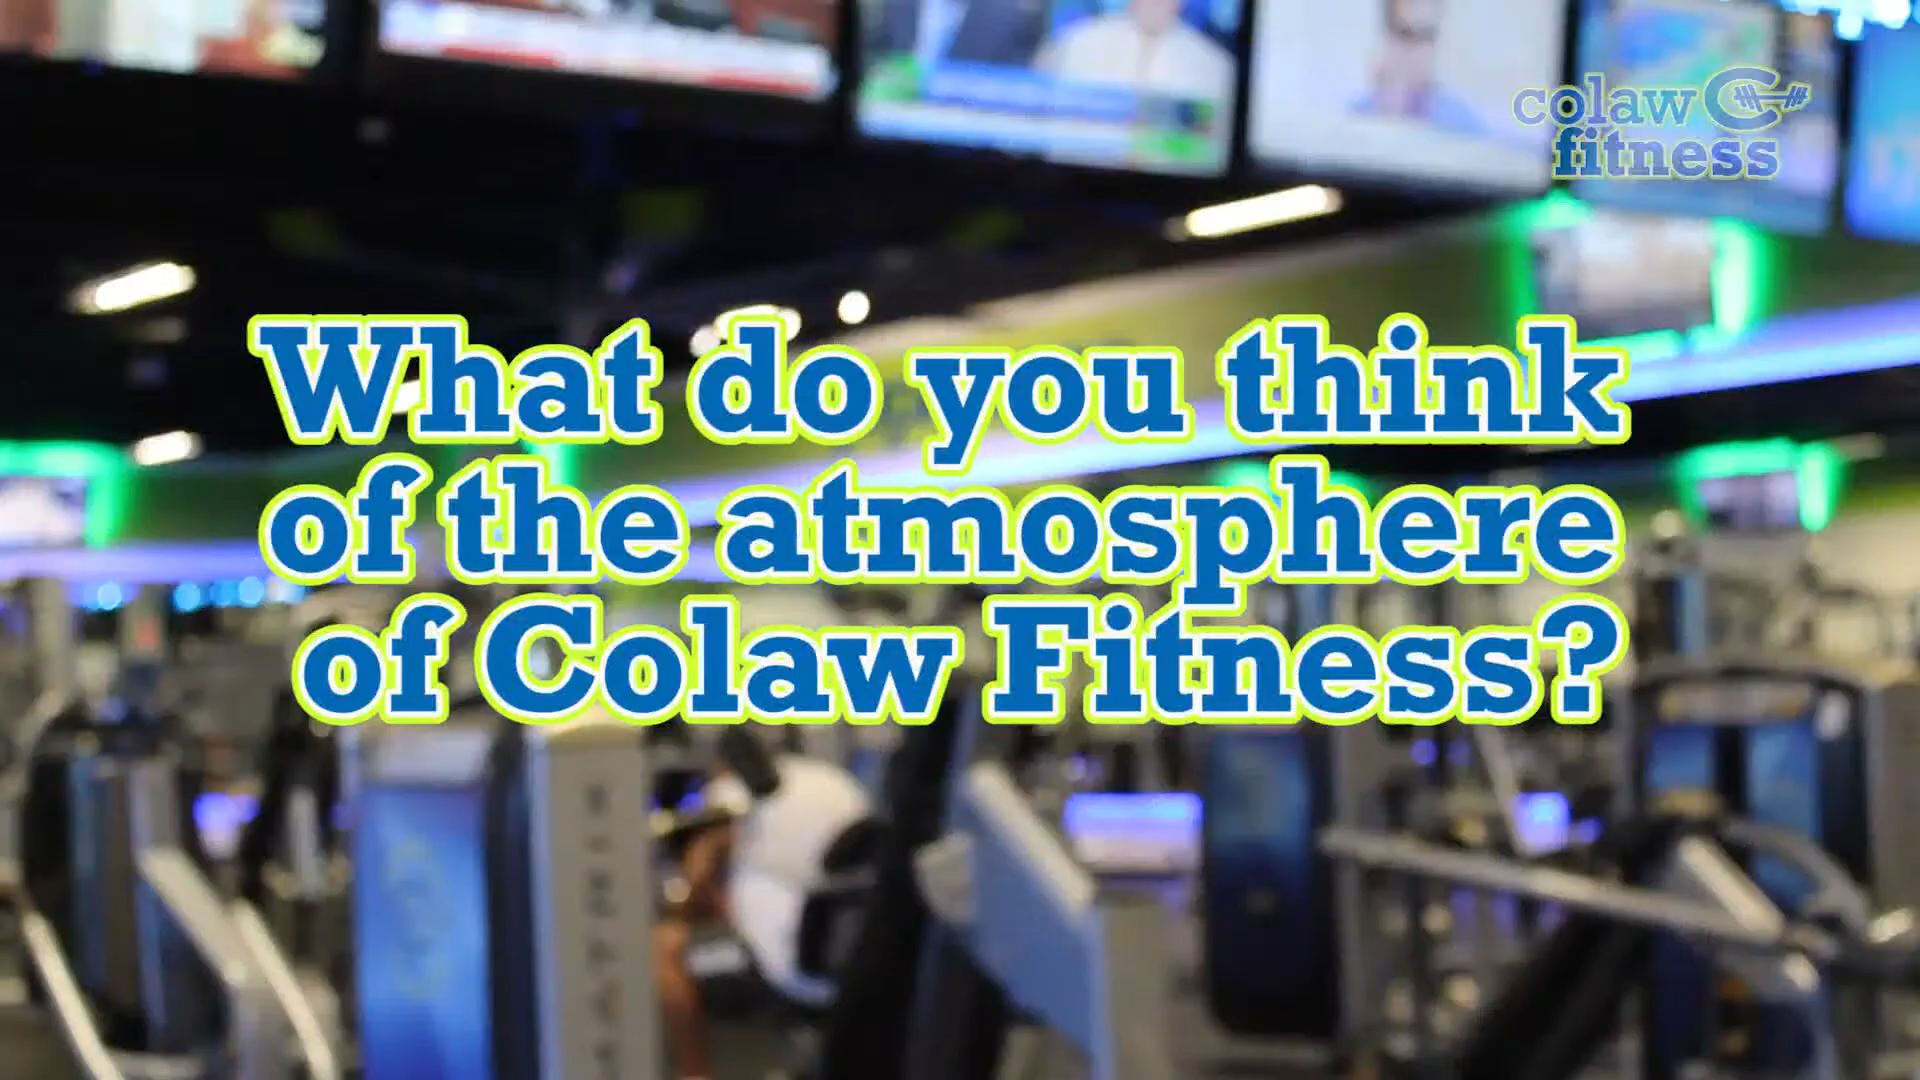 colaw
fitness
What do you think
of the atmosphere
of Colaw Fitness?